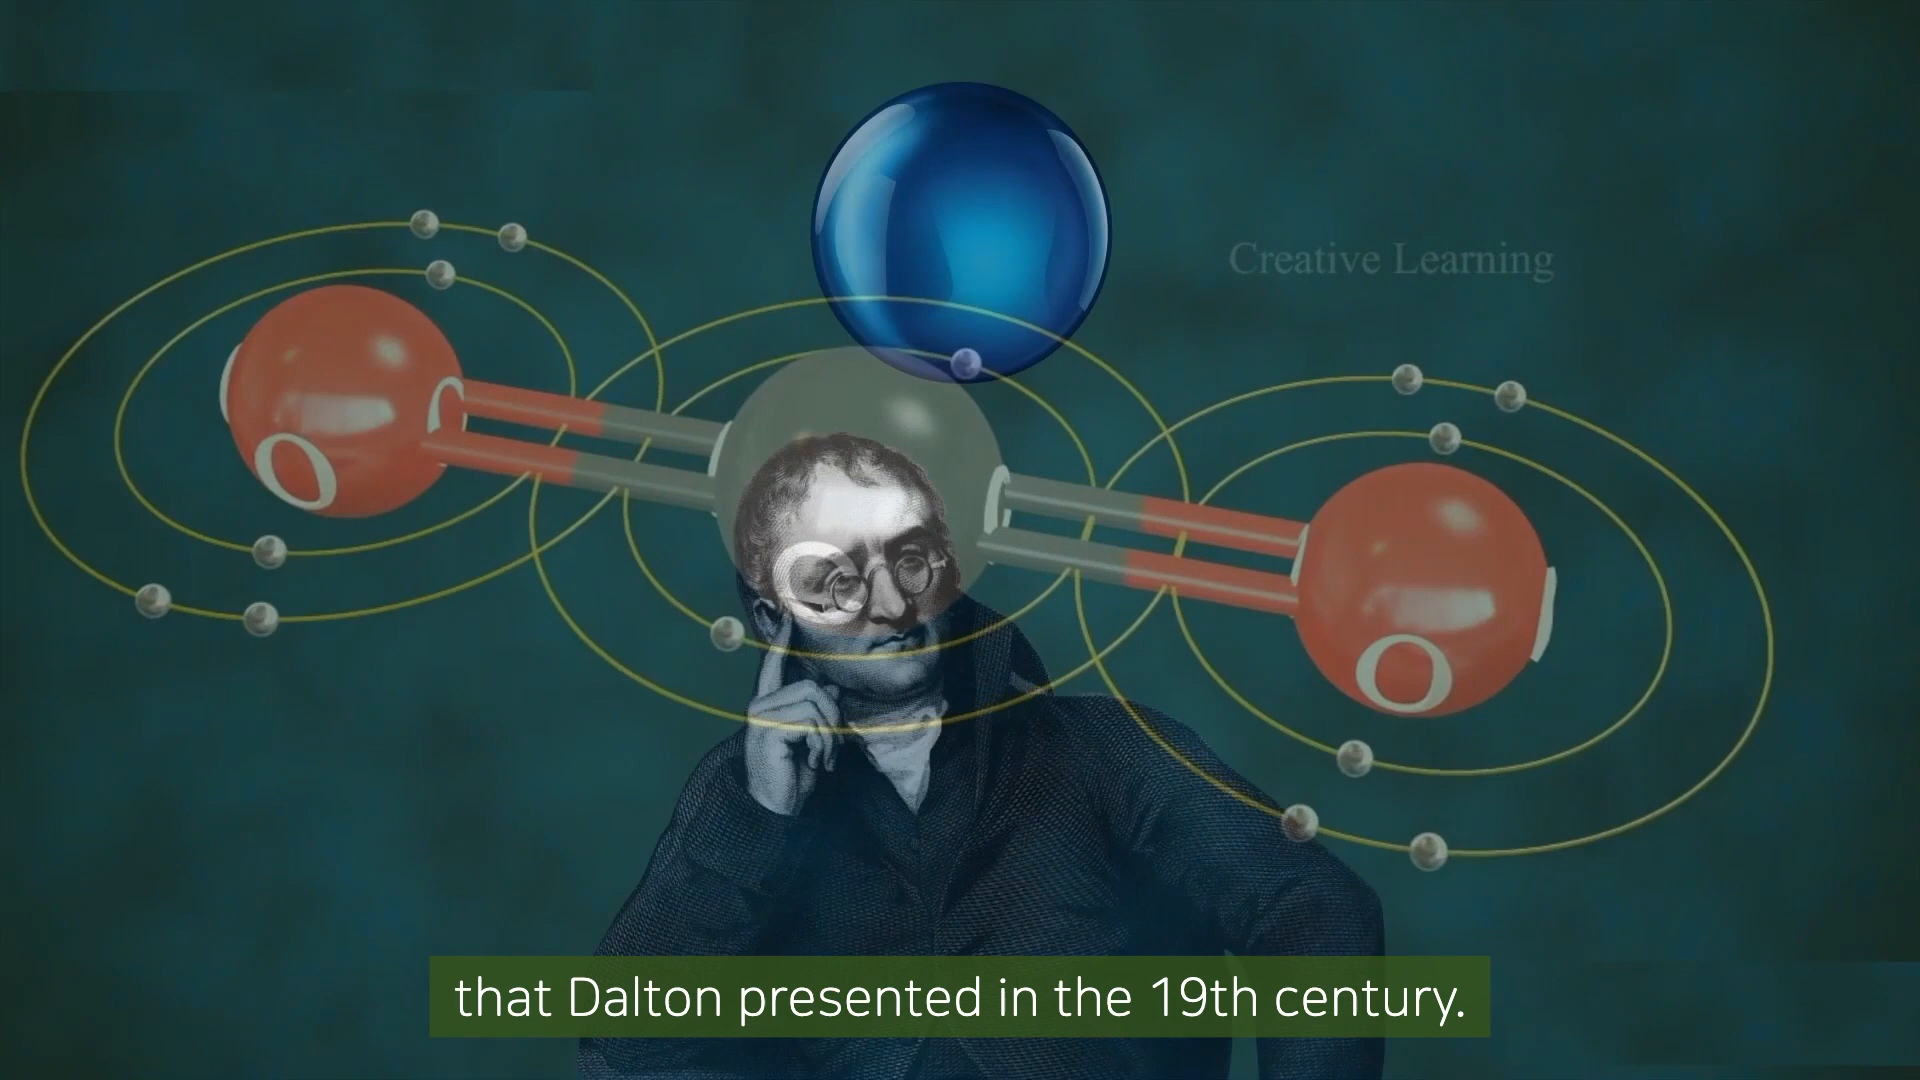 Creative Learning
O
C
O
that Dalton presented in the 19th century.